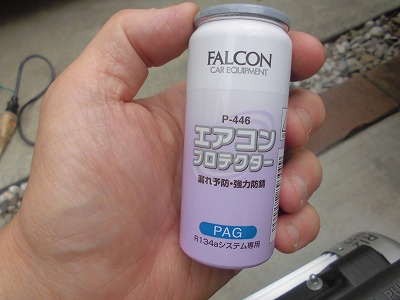 FALCON
CAR EQUIPMENT
P-446
エアコン
プロテクター
漏れ予防・強力防錆
PAG
R134aシステム専用